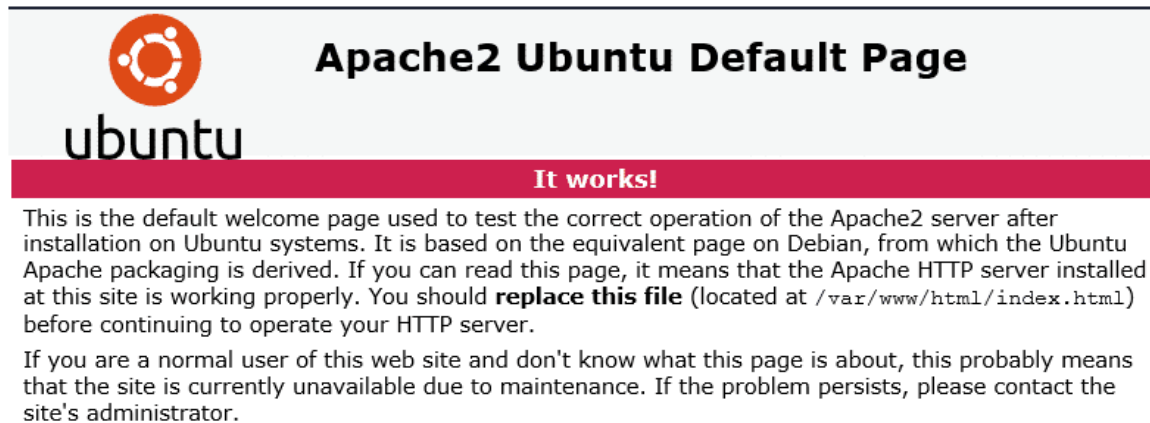 Apache2 Ubuntu Default Page
ubuntu
It works!
This is the default welcome page used to test the correct operation of the Apache2 server after
installation on Ubuntu systems. It is based on the equivalent page on Debian, from which the Ubuntu
Apache packaging is derived. If you can read this page, it means that the Apache HTTP server installed
at this site is working properly. You should replace this file (located at /var/www/html/index.html)
before continuing to operate your HTTP server.
If you are a normal user of this web site and don't know what this page is about, this probably means
that the site is currently unavailable due to maintenance. If the problem persists, please contact the
site's administrator.